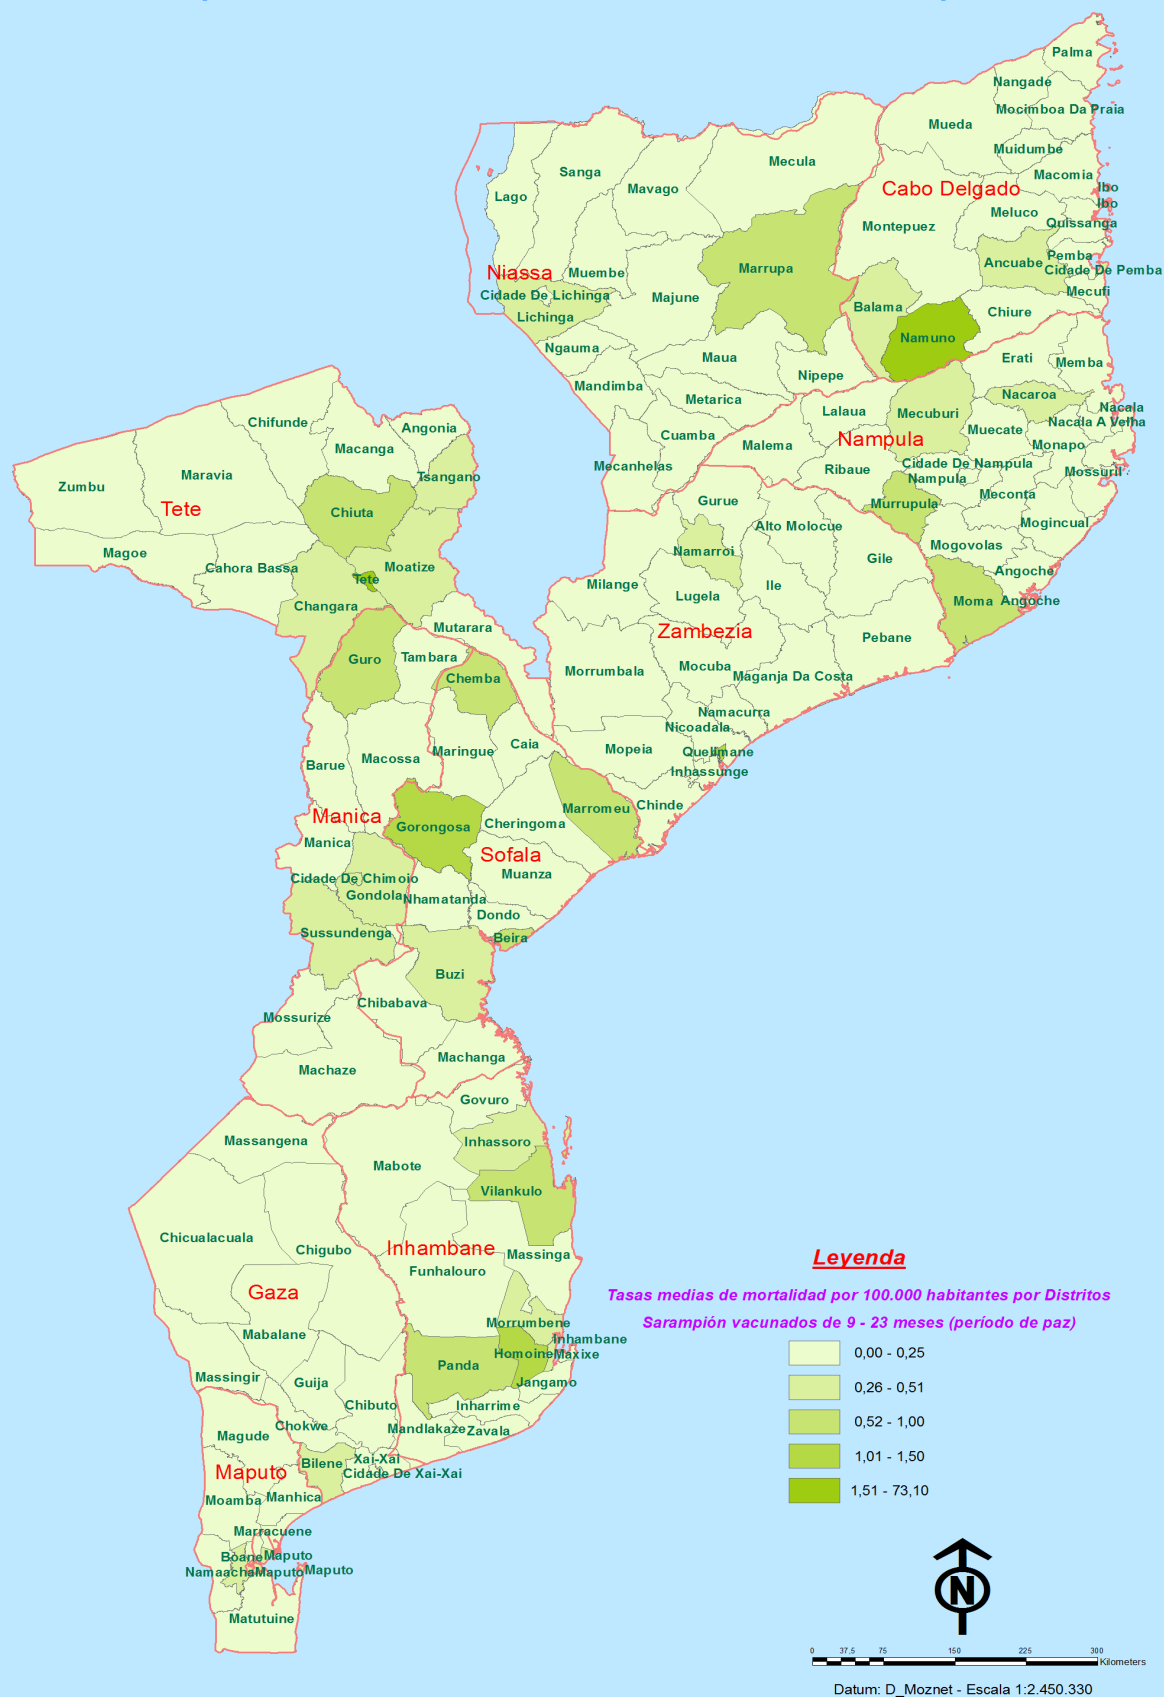 Palma
Nangade
Mocimboa Da Praia
Mueda
Muidumbe
Mecula
Sanga
Macomia
Mavago
Cabo Delgado
Ibo
Lago
Ibo
Meluco
Quissanga
Montepuez
Pemba
Ancuabe
Marrupa
Cidade De Pemba
Niassa
Muembe
Mecufi
Cidade De Lichinga
Majune
Balama
Chiure
Lichinga
Namuno
Ngauma
Maua
Erati
Memba
Nipepe
Mandimba
Nacaroa
Metarica
Nacala
Lalaua
Mecuburi
Chifunde
Nacala A Velha
Angonia
Muecate
Cuamba
Nampula
Malema
Monapo
Macanga
Mecanhelas
Cidade De Nampula
Ribaue
Mossuril
Maravia
Tsangano
Nampula
Zumbu
Meconta
Gurue
Murrupula
Tete
Chiuta
Mogincual
Alto Molocue
Mogovolas
Magoe
Namarroi
Gile
Cahora Bassa
Moatize
Angoche
Tete
Milange
Ile
Lugela
Moma
Angoche
Changara
Mutarara
Zambezia
Pebane
Guro
Tambara
Mocuba
Morrumbala
Maganja Da Costa
Chemba
Namacurra
Nicoadala
Caia
Mopeia
Maringue
Quelimane
Macossa
Barue
Inhassunge
Marromeu
Chinde
Manica
Gorongosa
Cheringoma
Manica
Sofala
Muanza
Cidade De Chimoio
Gondola
Nhamatanda
Dondo
Sussundenga
Beira
Buzi
Chibabava
Mossurize
Machanga
Machaze
Govuro
Massangena
Inhassoro
Mabote
Vilankulo
Chicualacuala
Chigubo
Inhambane
Massinga
Funhalouro
Gaza
Morrumbene
Mabalane
Inhambane
Homoine
Maxixe
Panda
Massingir
Guija
Jangamo
Chibuto
Inharrime
Chokwe
Mandlakaze
Zavala
Magude
Xai-Xai
Bilene
Maputo
Cidade De Xai-Xai
Moamba
Manhica
Marracuene
Boane
Maputo
Namaacha
Maputo
Maputo
Matutuine
Leyenda
Tasas medias de mortalidad por 100.000 habitantes por Distritos
Sarampión vacunados de 9 - 23 meses (período de paz)
0,00 - 0,25
0,26 - 0,51
0,52 - 1,00
1,01 - 1,50
1,51 - 73,10
N
0 37,5 75 150 225 300
Kilometers
Datum: D_Moznet - Escala 1:2.450.330